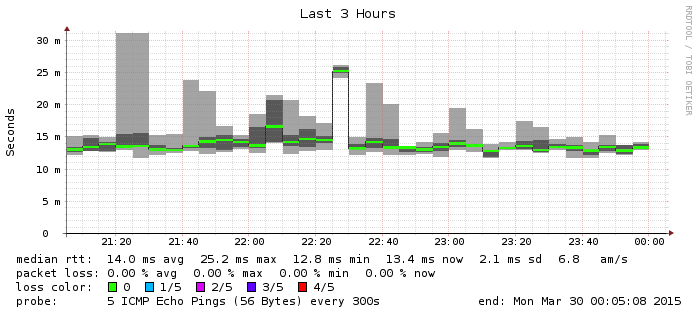 Last 3 Hours
RRDTOOL / TOBI OETIKER
Seconds
30 m
25 m
20 m
15 m
10 m
5 m
0
21:20 21:40 22:00 22:20 22:40 23:00 23:20 23:40 00:00
median rtt: 14.0 ms avg 25.2 ms max 12.8 ms min 13.4 ms now 2.1 ms sd 6.8 am/s
packet loss: 0.00 % avg 0.00 % max 0.00 % min 0.00 % now
loss color: 0 1/5 2/5 3/5 4/5
probe: 5 ICMP Echo Pings (56 Bytes) every 300s end: Mon Mar 30 00:05:08 2015